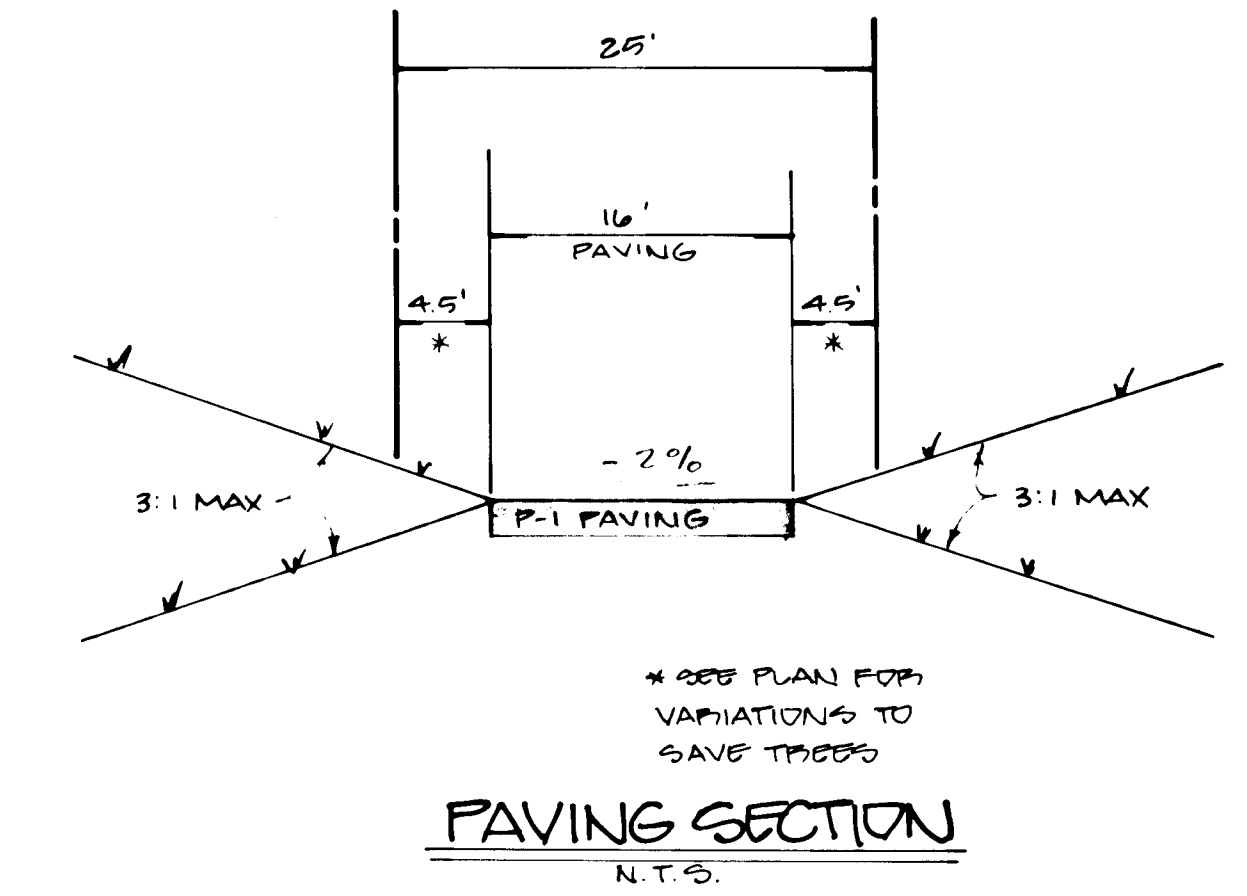 25'
16'
PAVING
4.5'
4.5'
*
*
- 2%
3:1 MAX
P-1 PAVING
3:1 MAX
* SEE PLAN FOR
VARIATIONS TO
SAVE TREES
PAVING SECTION
N.T.S.